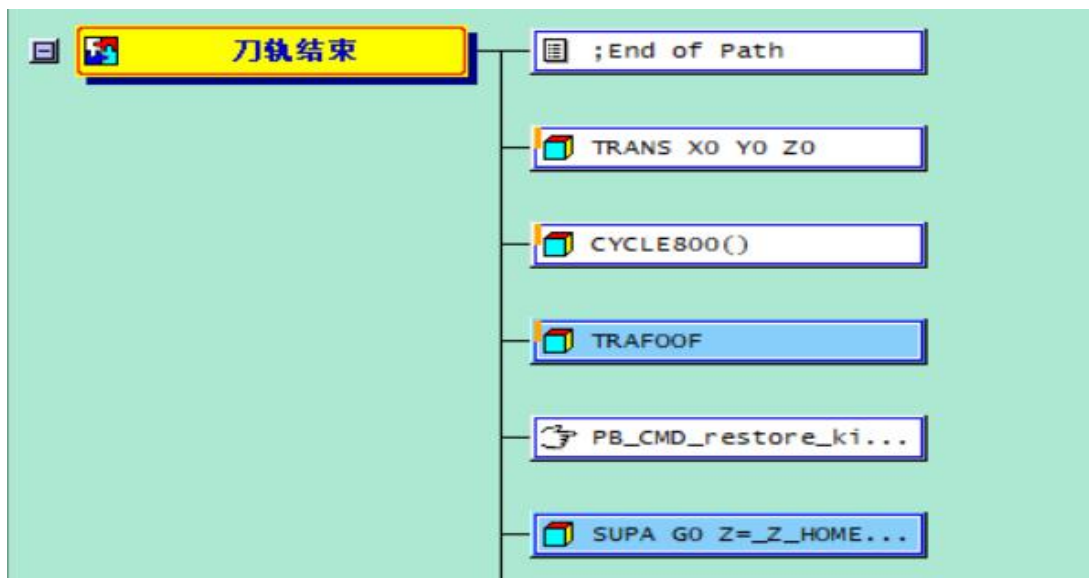 刀轨结束
;End of Path
TRANS X0 Y0 Z0
CYCLE800()
TRAFOOF
PB_CMD_restore_ki...
SUPA G0 Z=_Z_HOME...